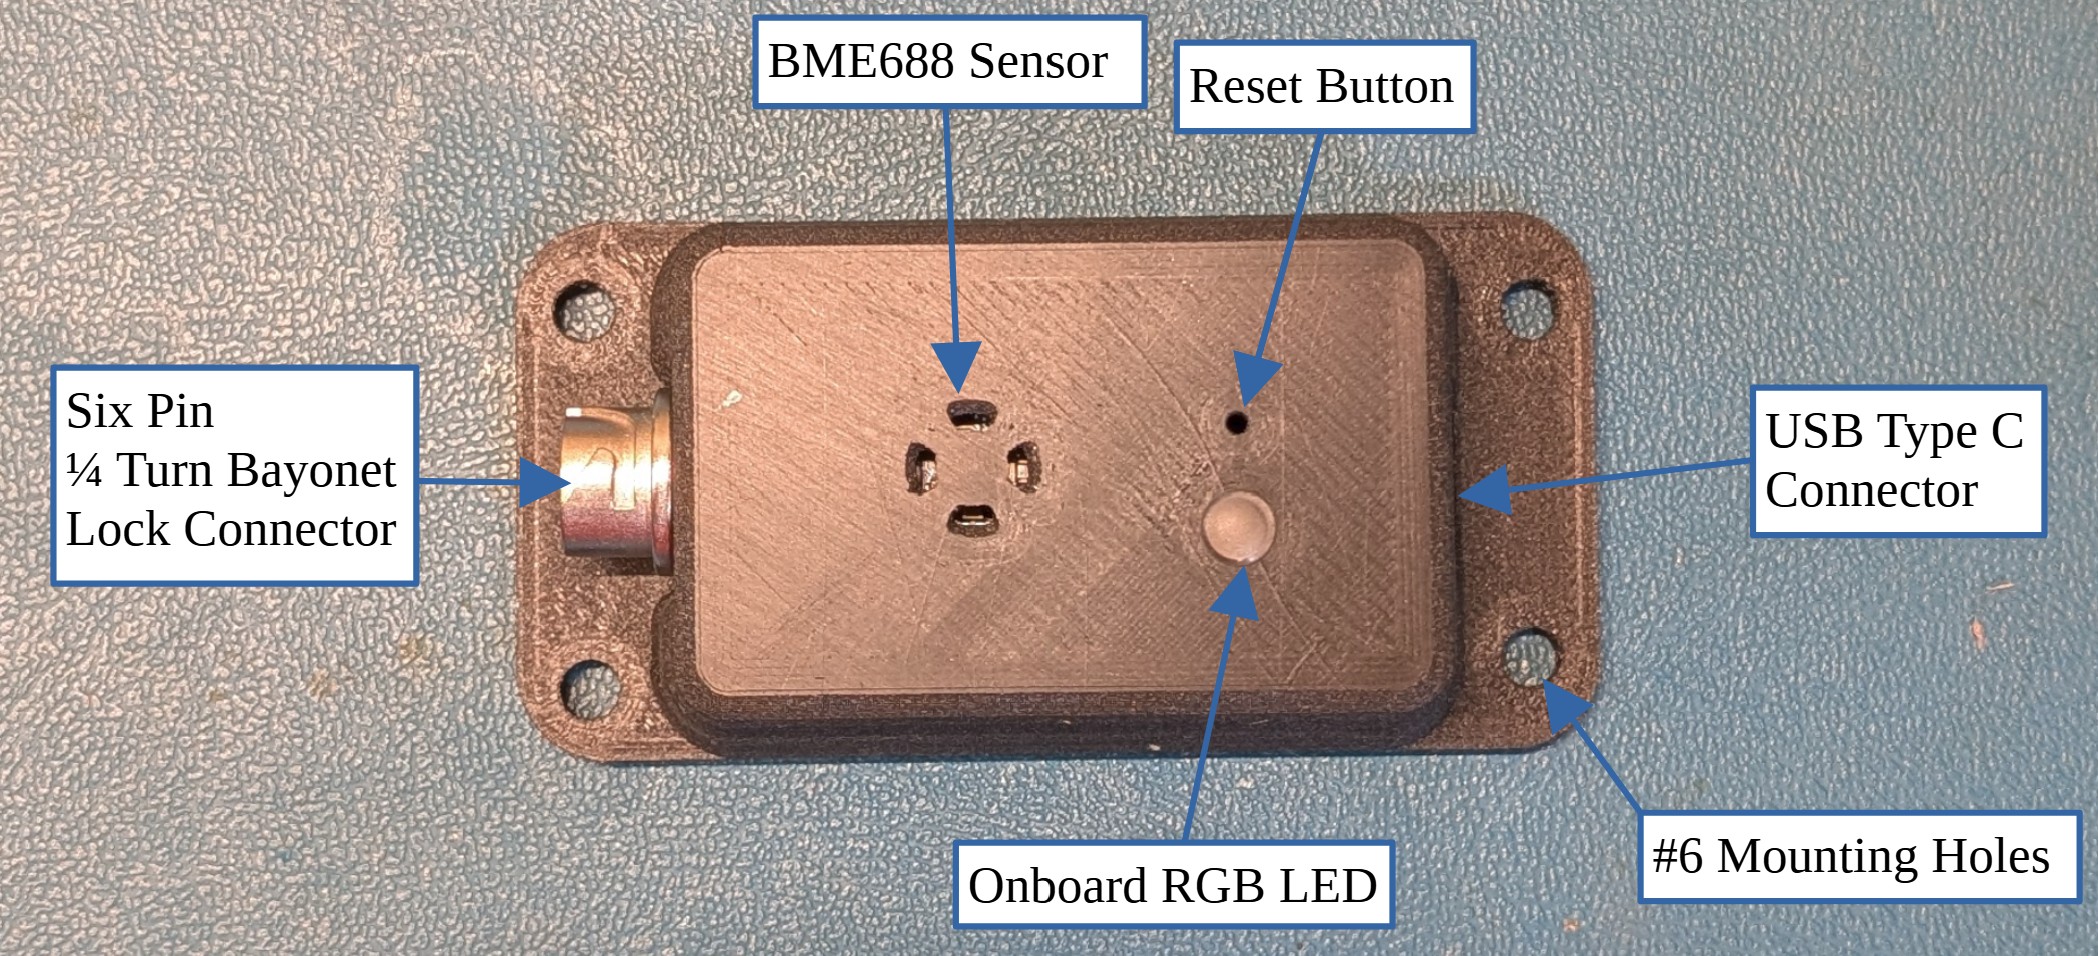 BME688 Sensor
Reset Button
Six Pin
¼ Turn Bayonet
Lock Connector
USB Type C
Connector
Onboard RGB LED
#6 Mounting Holes